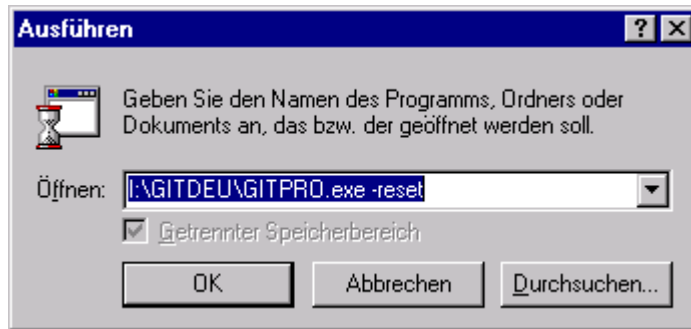 Ausführen
Geben Sie den Namen des Programms, Ordners oder
Dokuments an, das bzw. der geöffnet werden soll.
Öffnen: I:\GITDEU\GITPRO.exe -reset
Getrennter Speicherbereich
OK Abbrechen Durchsuchen...